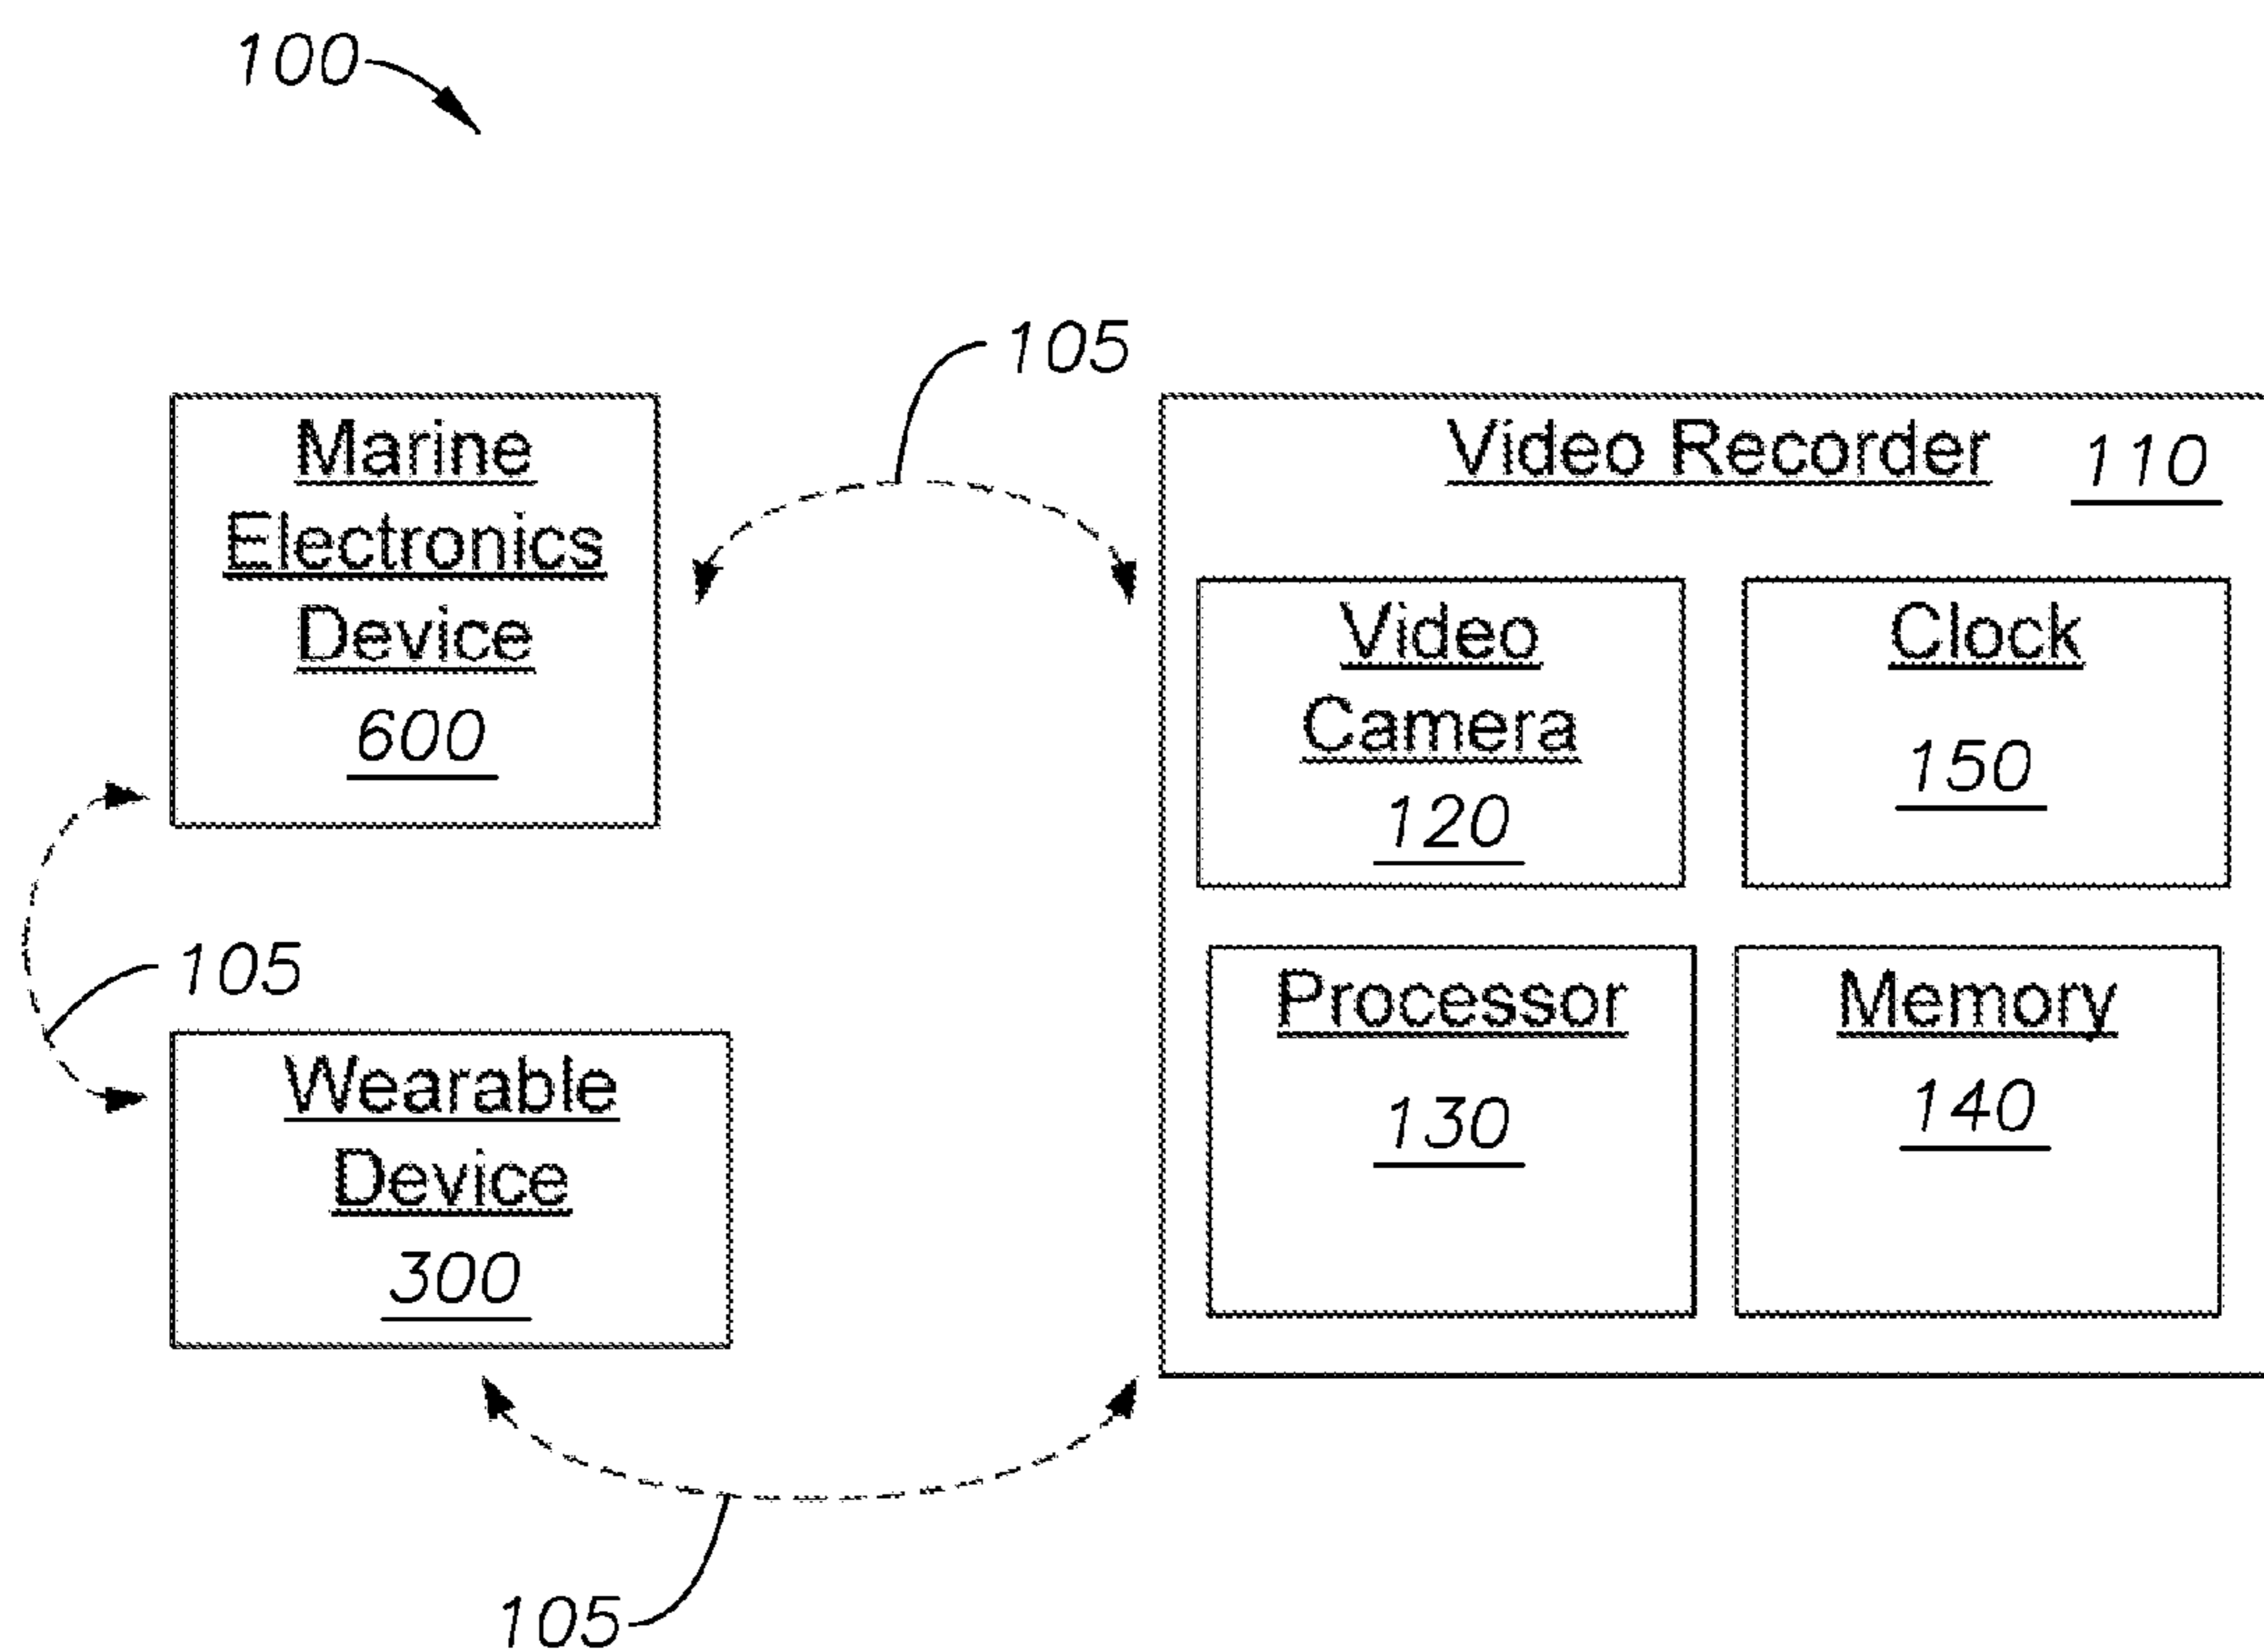 100
105
Marine
Electronics
Device
600
Video Recorder 110
Video
Camera
120
Clock
150
105
Processor
130
Memory
140
Wearable
Device
300
105